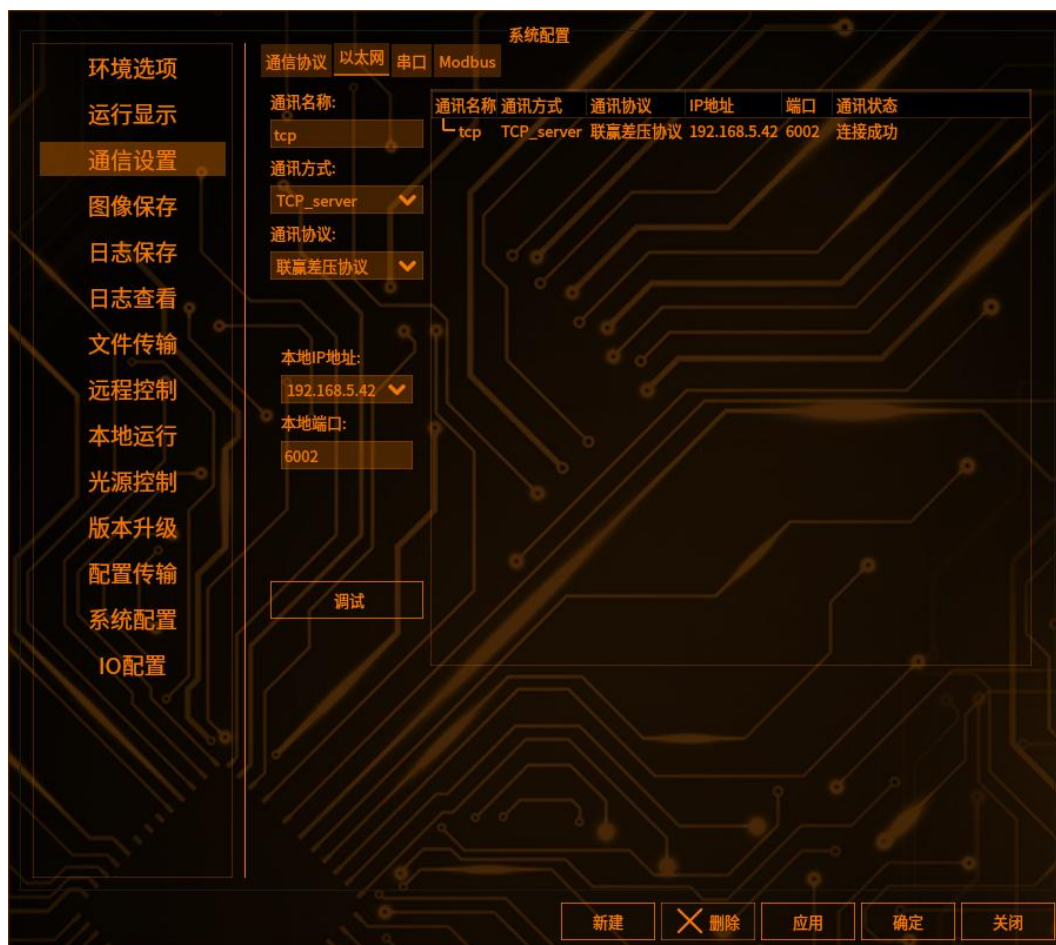 系统配置
环境选项
运行显示
通信设置
图像保存
日志保存
日志查看
文件传输
远程控制
本地运行
光源控制
版本升级
配置传输
系统配置
IO配置
通信协议 以太网 串口 Modbus
通讯名称:
tcp
通讯方式:
TCP_server
通讯协议:
联赢差压协议
本地IP地址:
192.168.5.42
本地端口:
6002
调试
通讯名称 通讯方式 通讯协议 IP地址 端口 通讯状态
tcp TCP_server 联赢差压协议 192.168.5.42 6002 连接成功
新建 删除 应用 确定 关闭